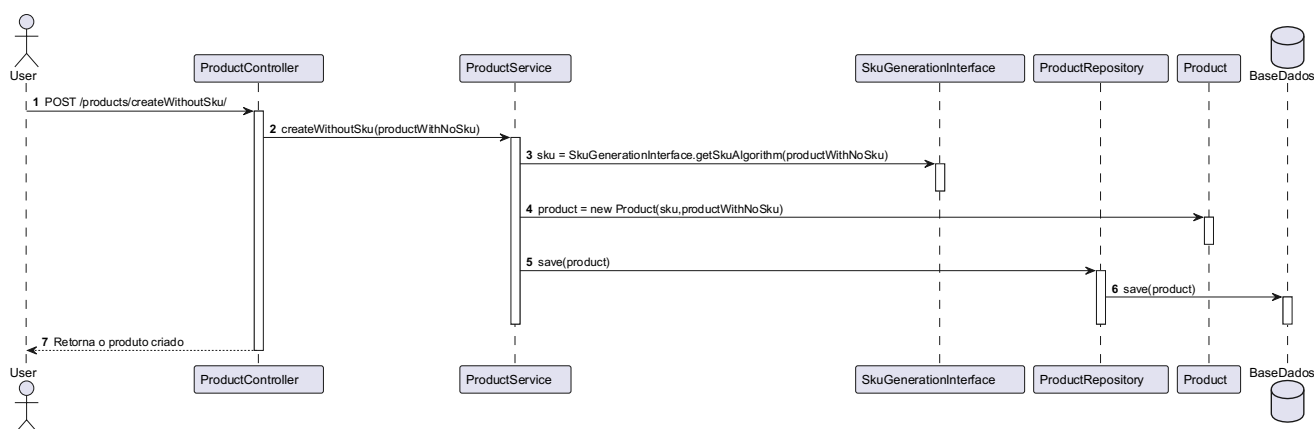 User
ProductController
ProductService
SkuGenerationInterface
ProductRepository
Product
BaseDados
1 POST /products/createWithoutSku/
2 createWithoutSku(productWithNoSku)
3 sku = SkuGenerationInterface.getSkuAlgorithm(productWithNoSku)
4 product = new Product(sku,productWithNoSku)
5 save(product)
6 save(product)
7 Retorna o produto criado
User
ProductController
ProductService
SkuGenerationInterface
ProductRepository
Product
BaseDados